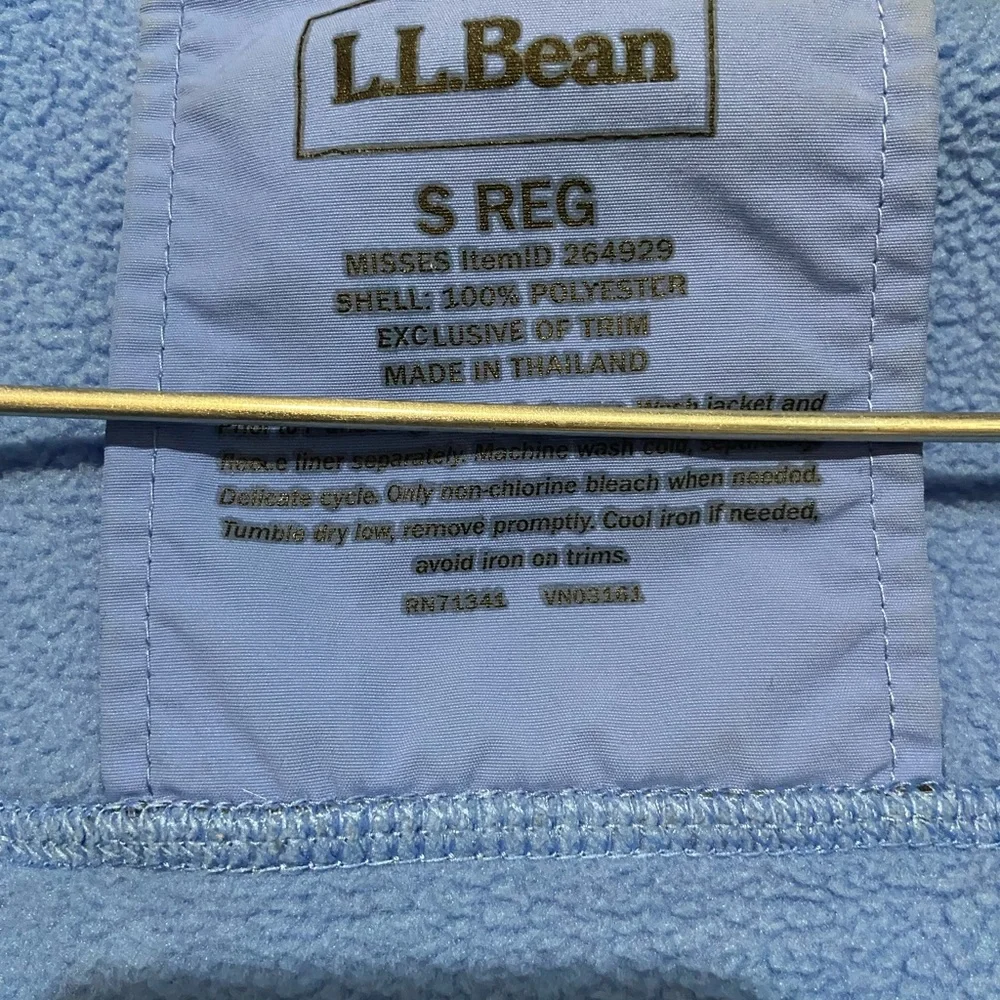 L.L.Bean
S REG
MISSES ItemID 264929
SHELL: 100% POLYESTER
EXCLUSIVE OF TRIM
MADE IN THAILAND
Wash jacket and
liner separately. Machine wash cold,
Delicate cycle. Only non-chlorine bleach when needed.
Tumble dry low, remove promptly. Cool iron if needed,
avoid iron on trims.
RN71341 VN03161